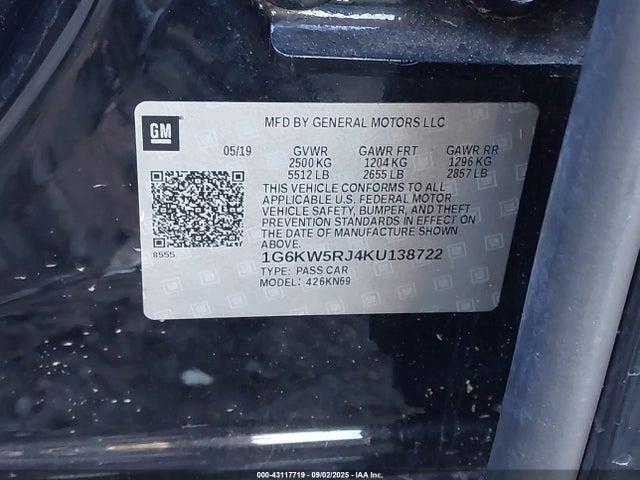 GM
MFD BY GENERAL MOTORS LLC
05/19 GVWR GAWR FRT GAWR RR
2500 KG 1204 KG 1296 KG
5512 LB 2655 LB 2857 LB
THIS VEHICLE CONFORMS TO ALL
APPLICABLE U.S. FEDERAL MOTOR
VEHICLE SAFETY, BUMPER, AND THEFT
PREVENTION STANDARDS IN EFFECT
ON THE DATE OF MANUFACTURE SHOWN
ABOVE.
8555
1G6KW5RJ4KU138722
TYPE: PASS CAR
MODEL: 426KN69
000-43117719 - 09/02/2025 - IAA Inc.